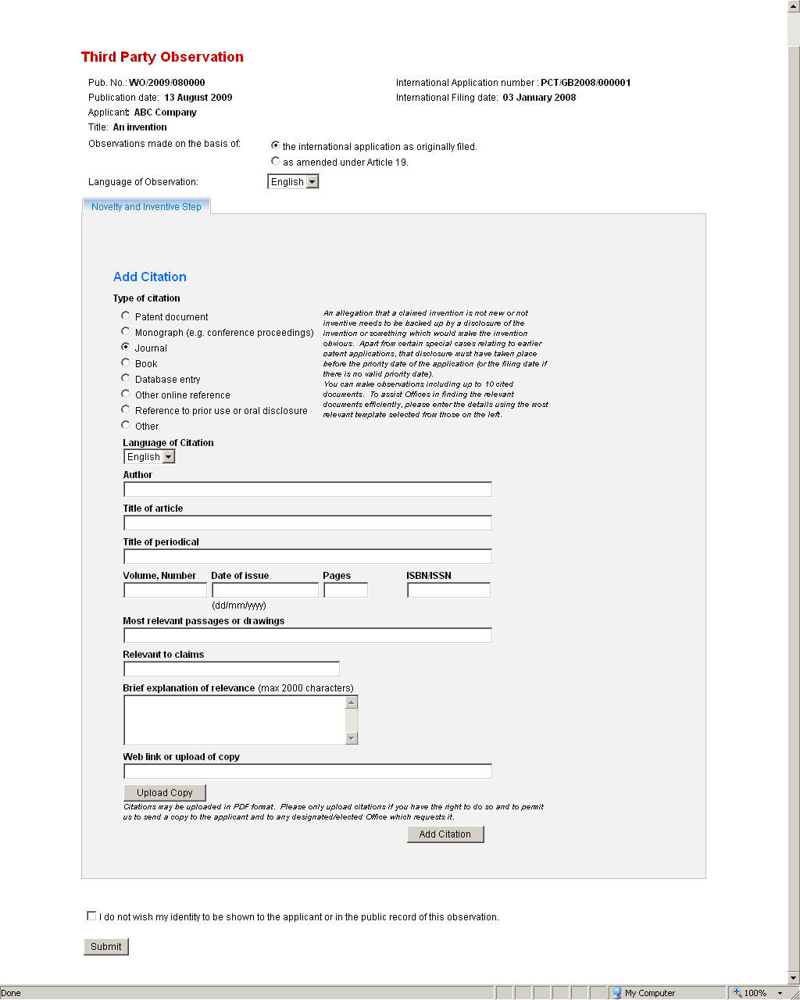 Third Party Observation
Pub. No.: WO/2009/080000 International Application number : PCT/GB2008/000001
Publication date: 13 August 2009 International Filing date: 03 January 2008
Applicant: ABC Company
Title: An invention
Observations made on the basis of: the international application as originally filed.
as amended under Article 19.
Language of Observation: English
Novelty and Inventive Step
Add Citation
Type of citation
Patent document
Monograph (e.g. conference proceedings)
Journal
Book
Database entry
Other online reference
Reference to prior use or oral disclosure
Other
An allegation that a claimed invention is not new or not
inventive needs to be backed up by a disclosure of the
invention or something which would make the invention
obvious. Apart from certain special cases relating to earlier
patent applications, that disclosure must have taken place
before the priority date of the application (or the filing date if
there is no valid priority date).
You can make observations including up to 10 cited
documents. To assist Offices in finding the relevant
documents efficiently, please enter the details using the most
relevant template selected from those on the left.
Language of Citation
English
Author
Title of article
Title of periodical
Volume, Number Date of issue Pages ISBN/ISSN
(dd/mm/yyyy)
Most relevant passages or drawings
Relevant to claims
Brief explanation of relevance (max 2000 characters)
Web link or upload of copy
Upload Copy
Citations may be uploaded in PDF format. Please only upload citations if you have the right to do so and to permit
us to send a copy to the applicant and to any designated/elected Office which requests it.
Add Citation
I do not wish my identity to be shown to the applicant or in the public record of this observation.
Submit
Done My Computer 100%